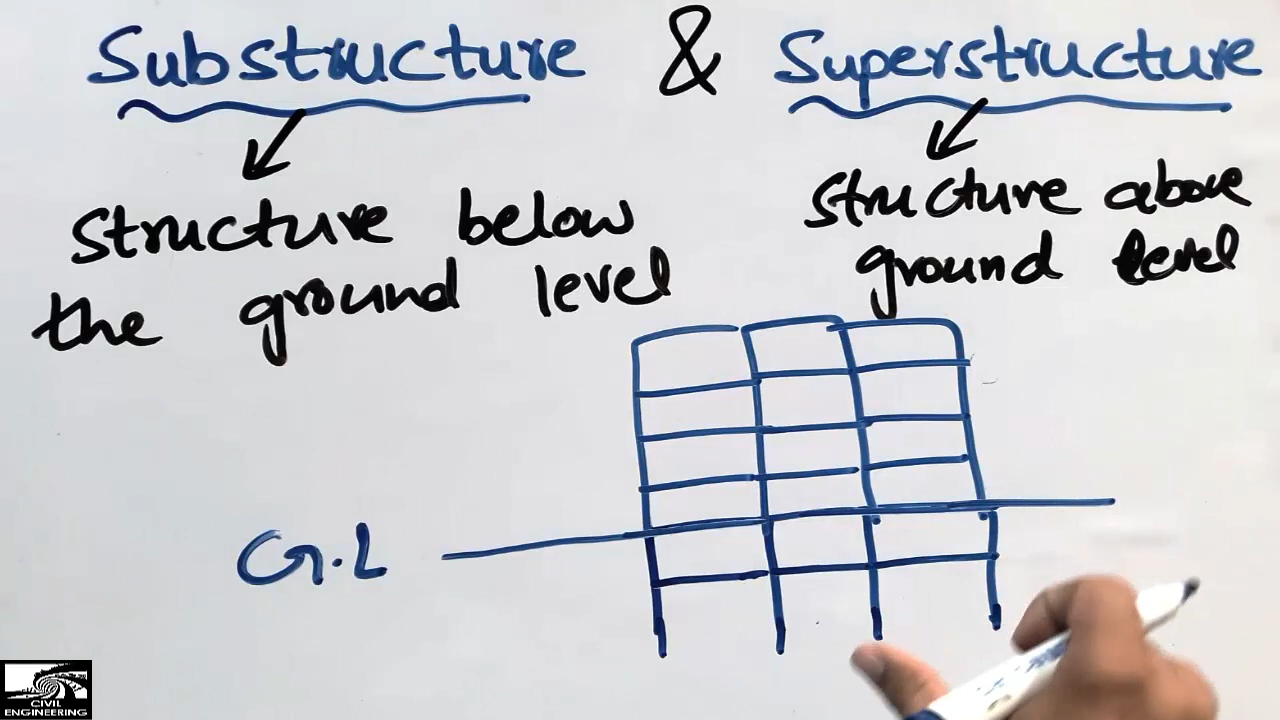 Substructure & Superstructure
structure below
the ground level
structure above
ground level
G.L
CIVIL
ENGINEERING